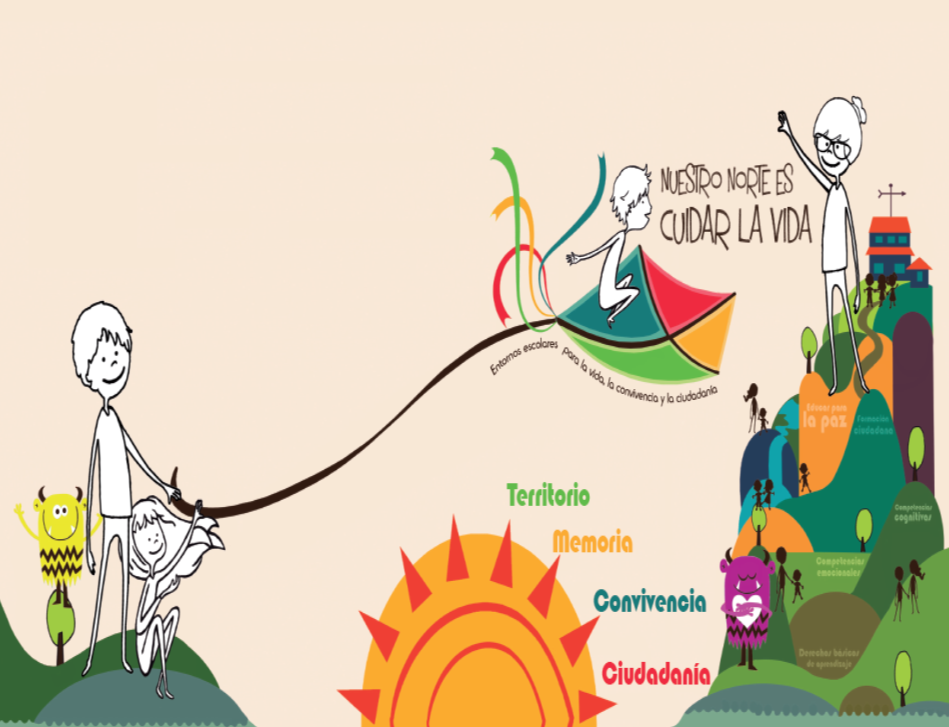 NUESTRO NORTE ES
CUIDAR LA VIDA
Entornos escolares para la vida, la convivencia y la ciudadanía
Educar para
la paz
Formación
ciudadana
Territorio
Memoria
Convivencia
Ciudadanía
Competencias
cognitivas
Competencias
emocionales
Derechos básicos
de aprendizaje